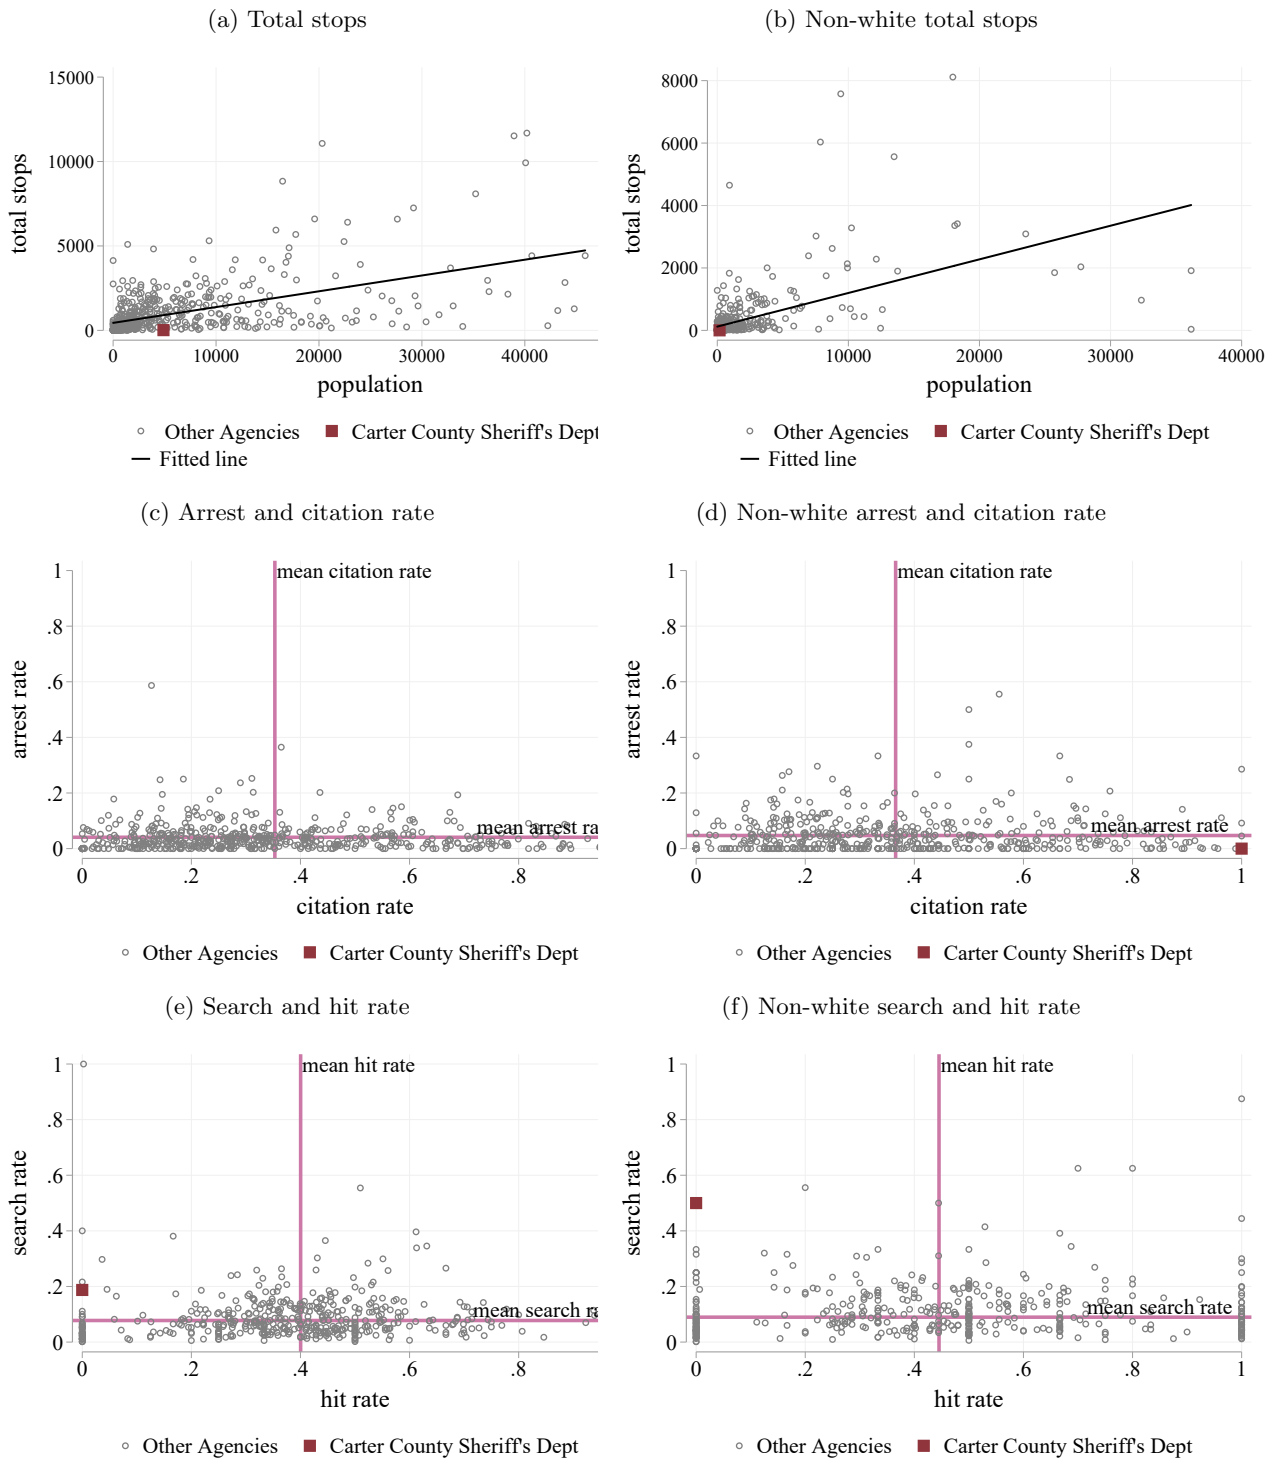 (a) Total stops
(b) Non-white total stops
total stops
15000
10000
5000
0
0 10000 20000 30000 40000
population
Other Agencies Carter County Sheriff's Dept
Fitted line
total stops
8000
6000
4000
2000
0
0 10000 20000 30000 40000
population
Other Agencies Carter County Sheriff's Dept
Fitted line
(c) Arrest and citation rate
(d) Non-white arrest and citation rate
arrest rate
1
.8
.6
.4
.2
0
mean citation rate
mean arrest ra
0 .2 .4 .6 .8
citation rate
Other Agencies Carter County Sheriff's Dept
arrest rate
1
.8
.6
.4
.2
0
mean citation rate
mean arrest rate
0 .2 .4 .6 .8 1
citation rate
Other Agencies Carter County Sheriff's Dept
(e) Search and hit rate
(f) Non-white search and hit rate
search rate
1
.8
.6
.4
.2
0
mean hit rate
mean search ra
0 .2 .4 .6 .8
hit rate
Other Agencies Carter County Sheriff's Dept
search rate
1
.8
.6
.4
.2
0
mean hit rate
mean search rate
0 .2 .4 .6 .8 1
hit rate
Other Agencies Carter County Sheriff's Dept